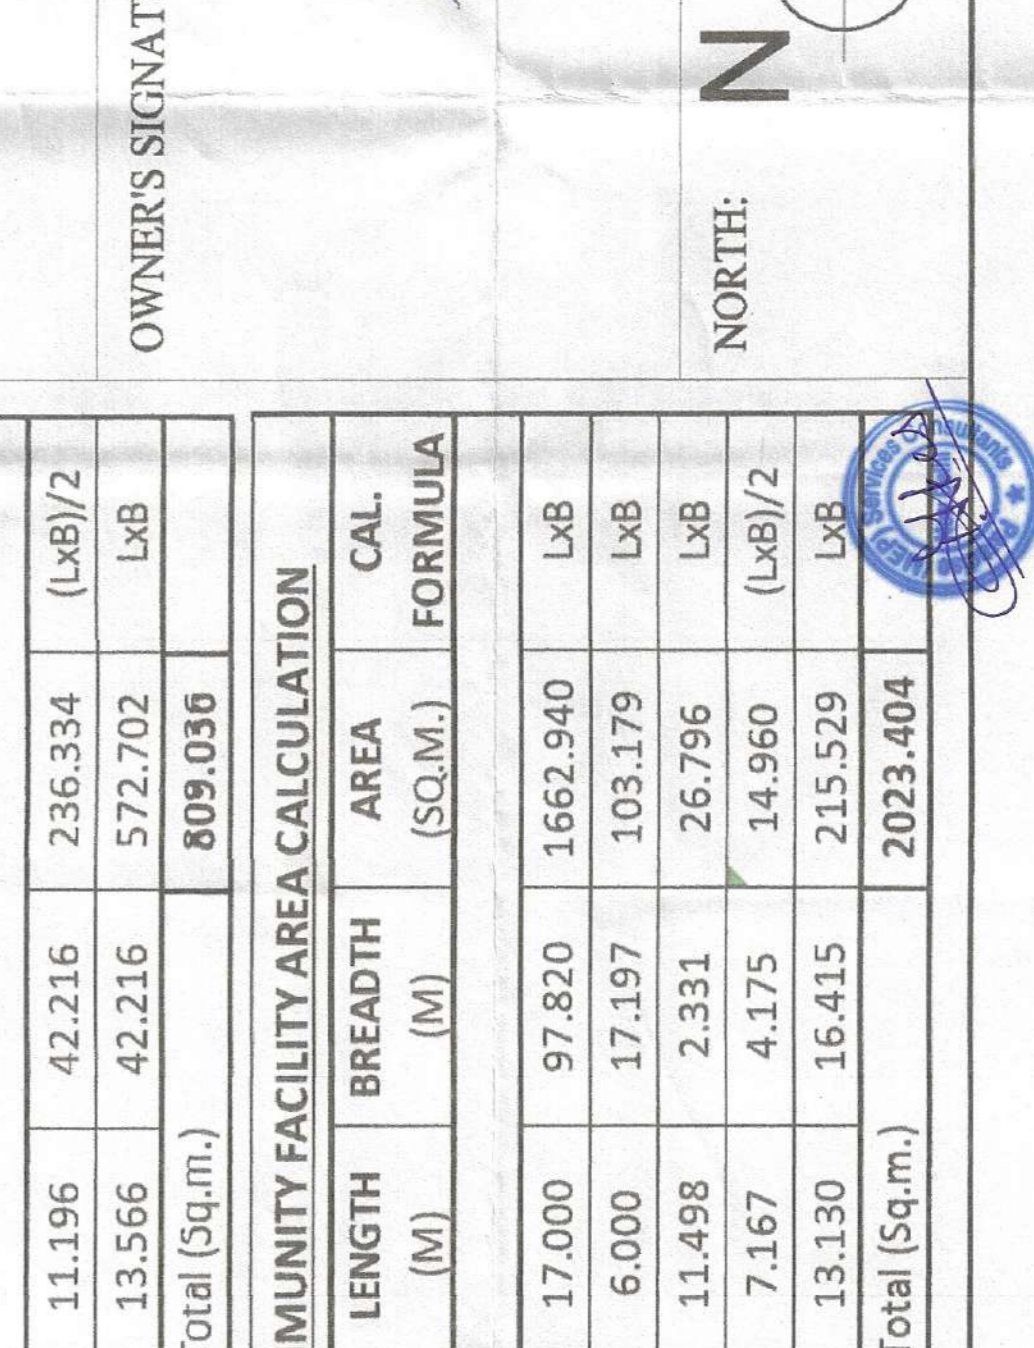 11.196 42.216 236.334 (LxB)/2
13.566 42.216 572.702 LxB
(Sq.m.) 809.036
MUNITY FACILITY AREA CALCULATION
LENGTH BREADTH AREA CAL.
(M) (M) (SQ.M.) FORMULA
17.000 97.820 1662.940 LxB
6.000 17.197 103.179 LxB
11.498 2.331 26.796 LxB
7.167 4.175 14.960 (LxB)/2
13.130 16.415 215.529 LxB
Total (Sq.m.) 2023.404
OWNER'S SIGNAT
NORTH: N
(HEP) Services Consultants